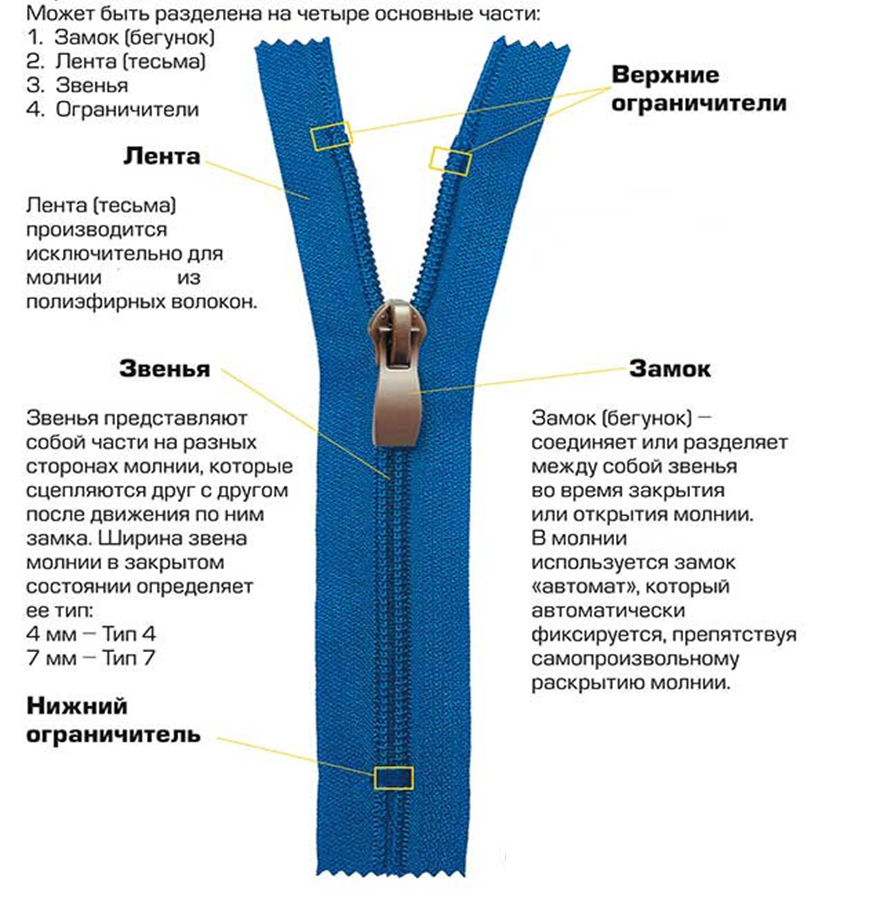 Может быть разделена на четыре основные части:
1. Замок (бегунок)
2. Лента (тесьма)
3. Звенья
4. Ограничители
Верхние
ограничители
Лента
Лента (тесьма)
производится
исключительно для
молнии из
полиэфирных волокон.
Звенья
Звенья представляют
собой части на разных
сторонах молнии, которые
сцепляются друг с другом
после движения по ним
замка. Ширина звена
молнии в закрытом
состоянии определяет
ее тип:
4 мм – Тип 4
7 мм – Тип 7
Замок
Замок (бегунок) –
соединяет или разделяет
между собой звенья
во время закрытия
или открытия молнии.
В молнии
используется замок
«автомат», который
автоматически
фиксируется, препятствуя
самопроизвольному
раскрытию молнии.
Нижний
ограничитель